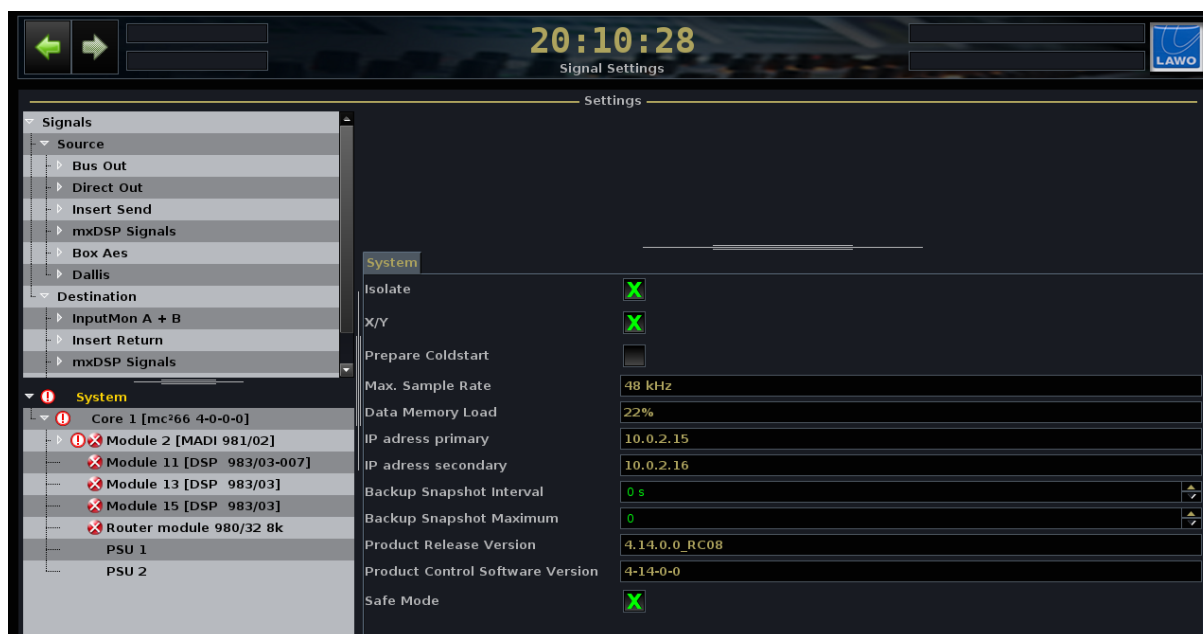 20:10:28
Signal Settings
LAWO
Settings
Signals
Source
Bus Out
Direct Out
Insert Send
mxDSP Signals
Box Aes
Dallis
Destination
InputMon A + B
Insert Return
mxDSP Signals
System
Core 1 [mc²66 4-0-0-0]
Module 2 [MADI 981/02]
Module 11 [DSP 983/03-007]
Module 13 [DSP 983/03]
Module 15 [DSP 983/03]
Router module 980/32 8k
PSU 1
PSU 2
System
Isolate X
X/Y X
Prepare Coldstart
Max. Sample Rate 48 kHz
Data Memory Load 22%
IP adress primary 10.0.2.15
IP adress secondary 10.0.2.16
Backup Snapshot Interval 0 s
Backup Snapshot Maximum 0
Product Release Version 4.14.0.0_RC08
Product Control Software Version 4-14-0-0
Safe Mode X